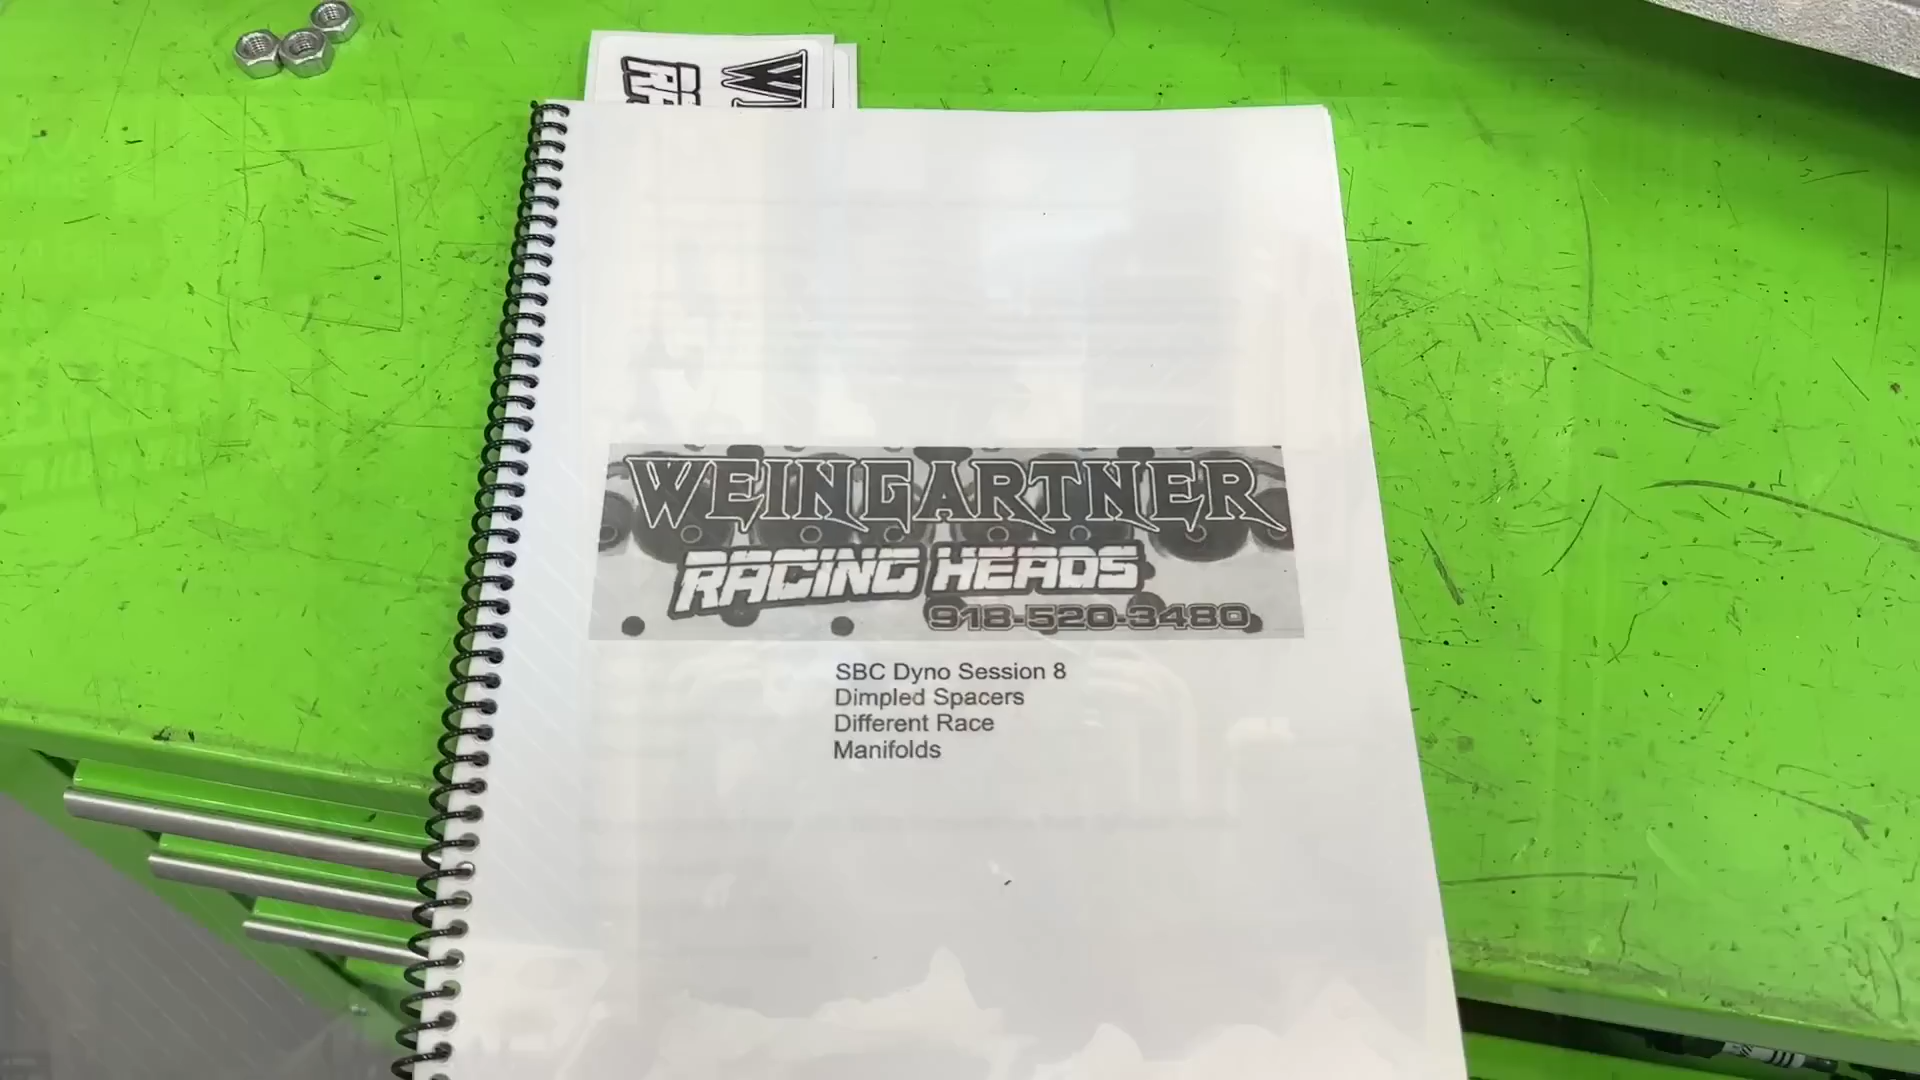 WEINGARTNER
RACING HEADS
918-520-3480
SBC Dyno Session 8
Dimpled Spacers
Different Race
Manifolds